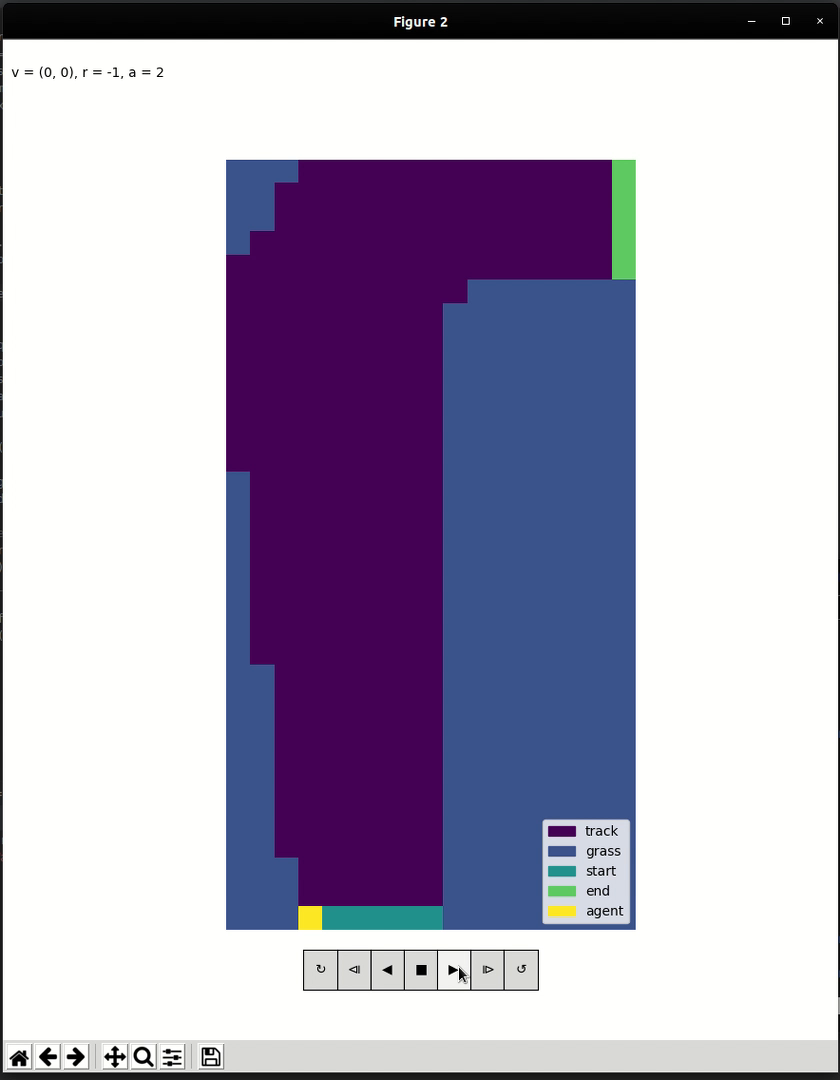 Figure 2
v = (0, 0), r = -1, a = 2
track
grass
start
end
agent